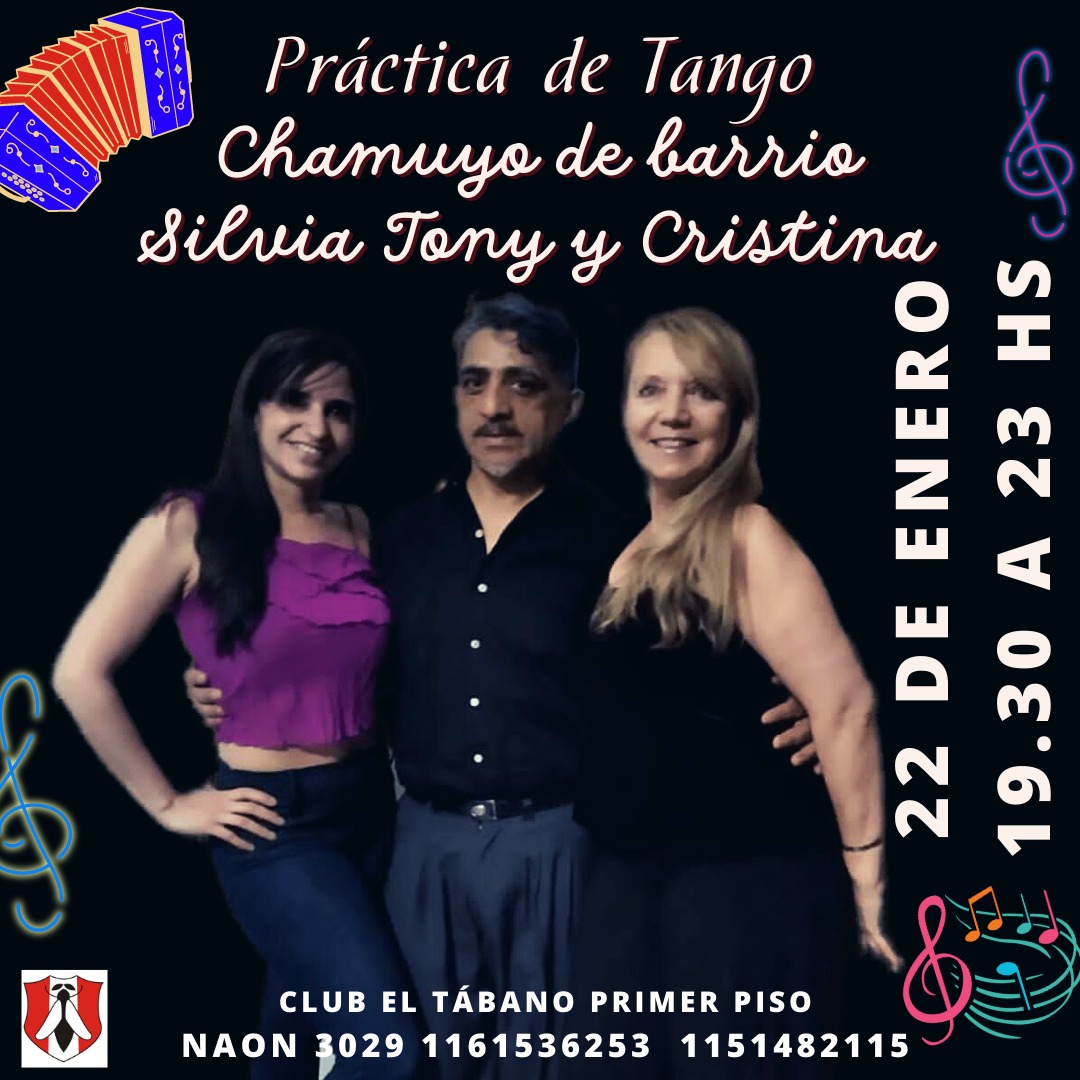 Práctica de Tango
Chamuyo de barrio
Silvia Tony y Cristina
22 DE ENERO
19.30 A 23 HS
CLUB EL TÁBANO PRIMER PISO
NAON 3029 1161536253 1151482115